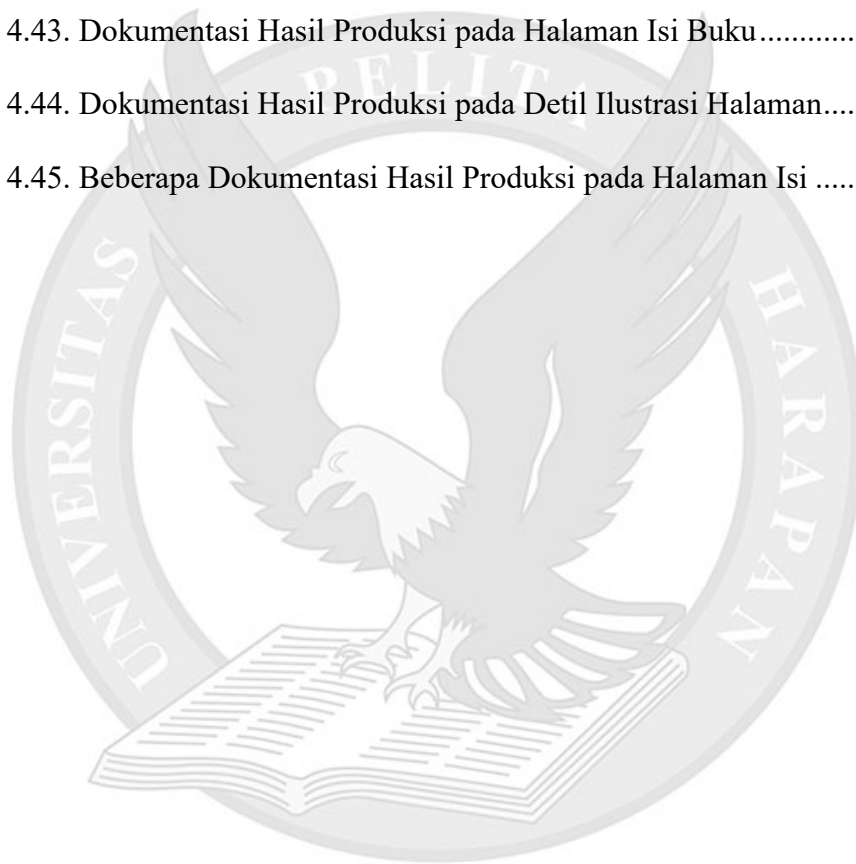 4.43. Dokumentasi Hasil Produksi pada Halaman Isi Buku............
4.44. Dokumentasi Hasil Produksi pada Detil Ilustrasi Halaman....
4.45. Beberapa Dokumentasi Hasil Produksi pada Halaman Isi .....
UNIVERSITAS PELITA HARAPAN